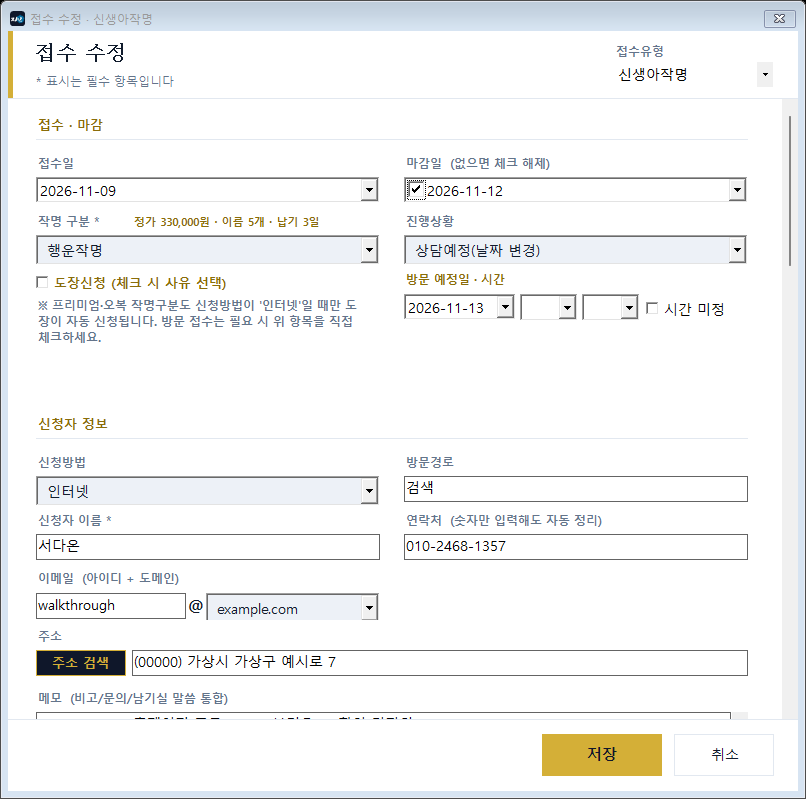 접수 수정 · 신생아작명
접수 수정
* 표시는 필수 항목입니다
접수유형
신생아작명
접수 · 마감
접수일
마감일 (없으면 체크 해제)
2026-11-09
2026-11-12
작명 구분 * 정가 330,000원 · 이름 5개 · 납기 3일
진행상황
행운작명
상담예정(날짜 변경)
도장신청 (체크 시 사유 선택)
※ 프리미엄·오복 작명구분도 신청방법이 '인터넷'일 때만 도
장이 자동 신청됩니다. 방문 접수는 필요 시 위 항목을 직접
체크하세요.
방문 예정일 · 시간
2026-11-13
시간 미정
신청자 정보
신청방법
방문경로
인터넷
검색
신청자 이름 *
연락처 (숫자만 입력해도 자동 정리)
서다온
010-2468-1357
이메일 (아이디 + 도메인)
walkthrough @ example.com
주소
주소 검색
(00000) 가상시 가상구 예시로 7
메모 (비고/문의/남기실 말씀 통합)
저장
취소